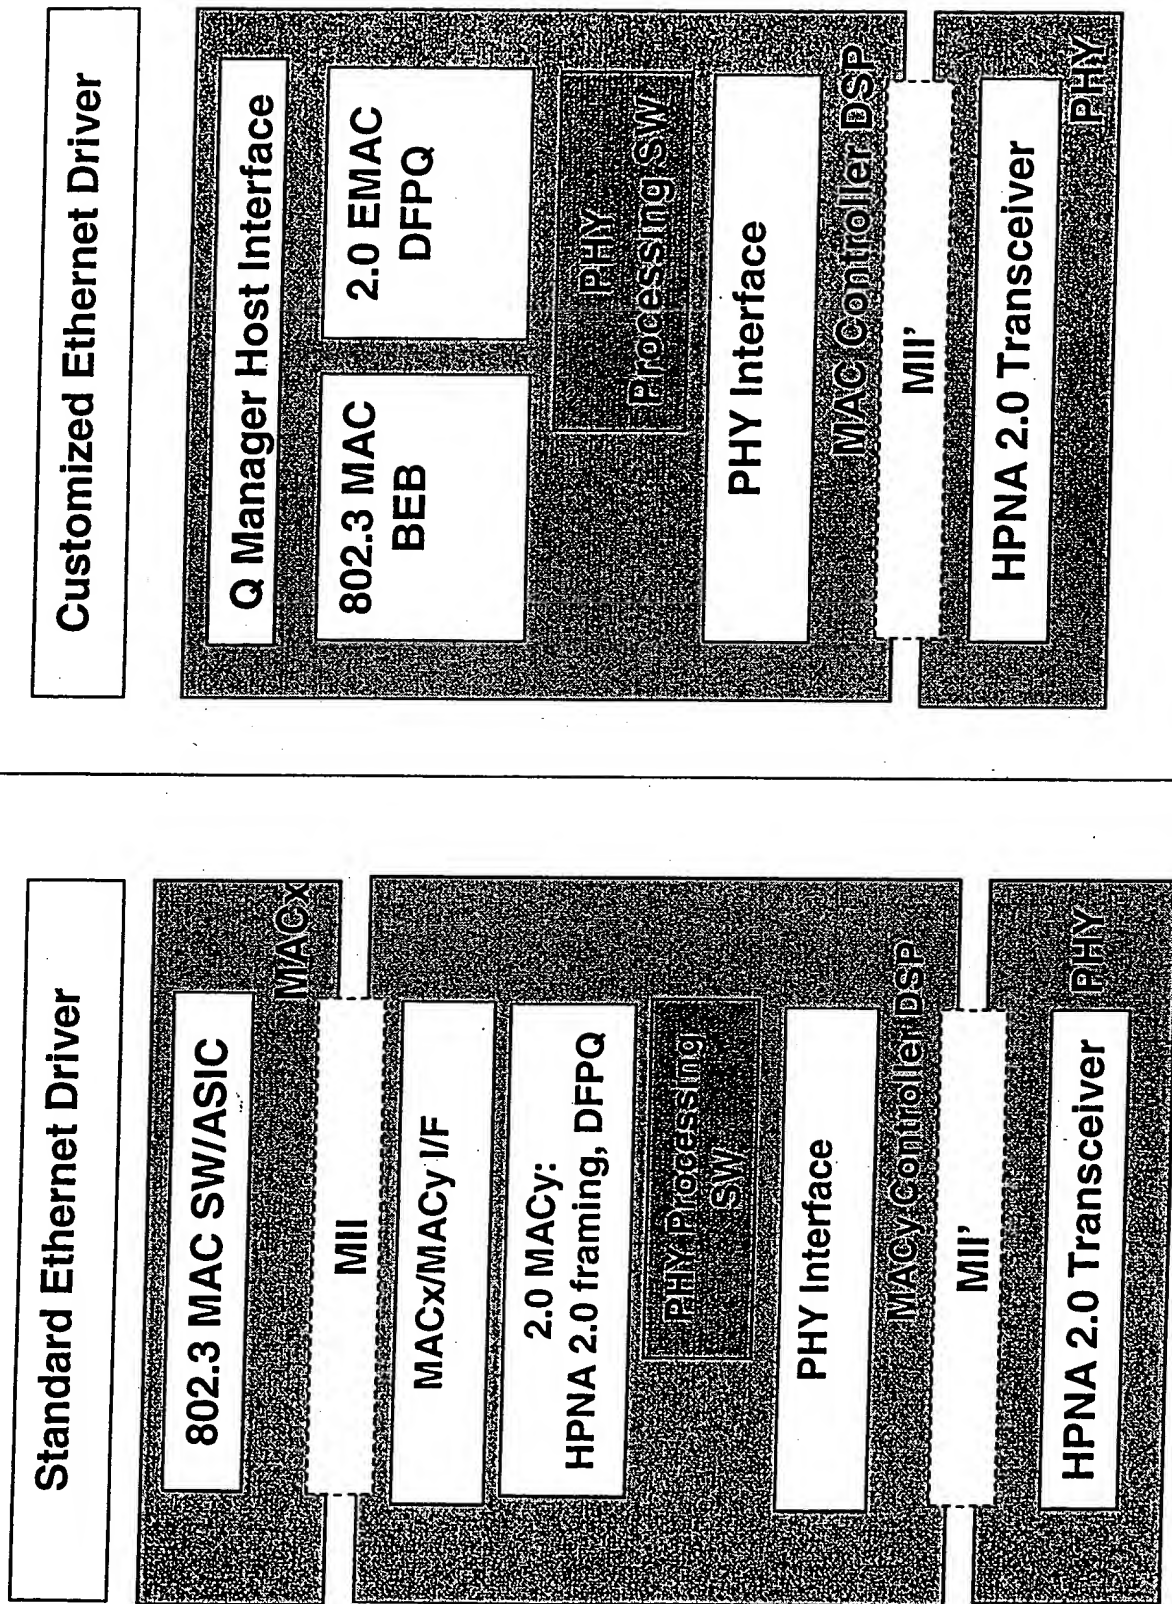 Standard Ethernet Driver
802.3 MAC SW/ASIC
MACx
MII
MACx/MACy I/F
2.0 MACy:
HPNA 2.0 framing, DFPQ
PHY Processing
SW
PHY Interface
MACy Controller DSP
MII'
HPNA 2.0 Transceiver
PHY
Customized Ethernet Driver
Q Manager Host Interface
802.3 MAC
BEB
2.0 EMAC
DFPQ
PHY
Processing SW
PHY Interface
MAC Controller DSP
MII'
HPNA 2.0 Transceiver
PHY